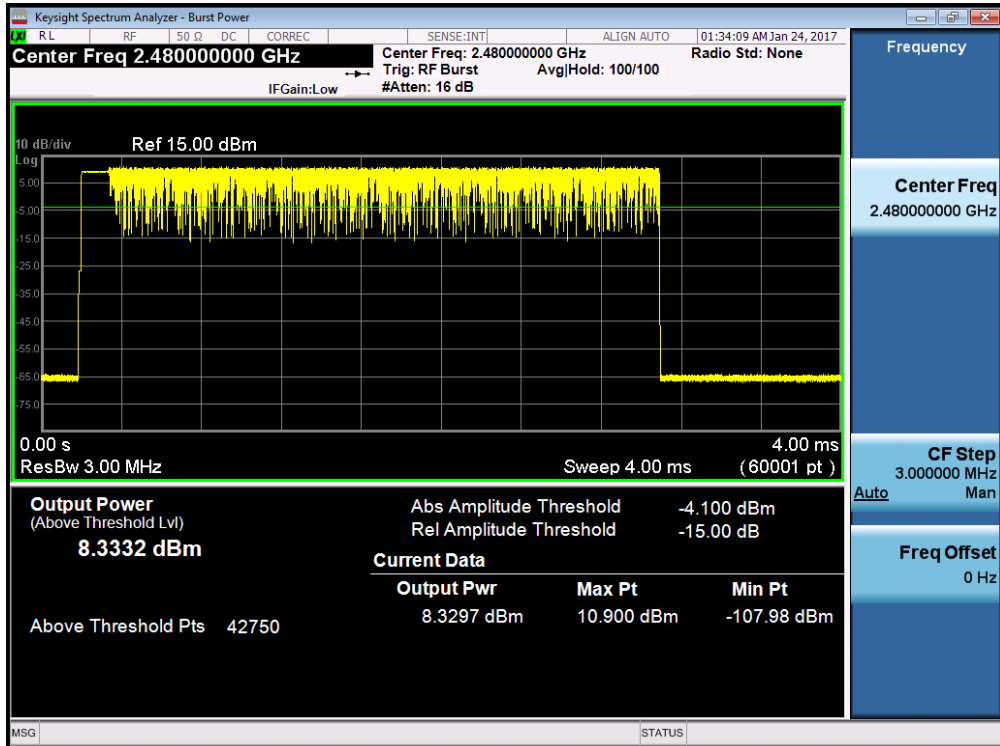 Keysight Spectrum Analyzer - Burst Power
LXI RL RF 50 Ω DC CORREC SENSE:INT ALIGN AUTO 01:34:09 AM Jan 24, 2017
Center Freq 2.480000000 GHz
Center Freq: 2.480000000 GHz Radio Std: None
Trig: RF Burst Avg|Hold: 100/100
IFGain:Low #Atten: 16 dB
Frequency
10 dB/div Ref 15.00 dBm
Log
5.00
-5.00
-15.0
-25.0
-35.0
-45.0
-55.0
-65.0
-75.0
0.00 s 4.00 ms
ResBw 3.00 MHz Sweep 4.00 ms (60001 pt)
Center Freq
2.480000000 GHz
CF Step
3.000000 MHz
Auto Man
Freq Offset
0 Hz
Output Power
(Above Threshold Lvl)
8.3332 dBm
Above Threshold Pts 42750
Abs Amplitude Threshold -4.100 dBm
Rel Amplitude Threshold -15.00 dB
Current Data
Output Pwr Max Pt Min Pt
8.3297 dBm 10.900 dBm -107.98 dBm
MSG STATUS